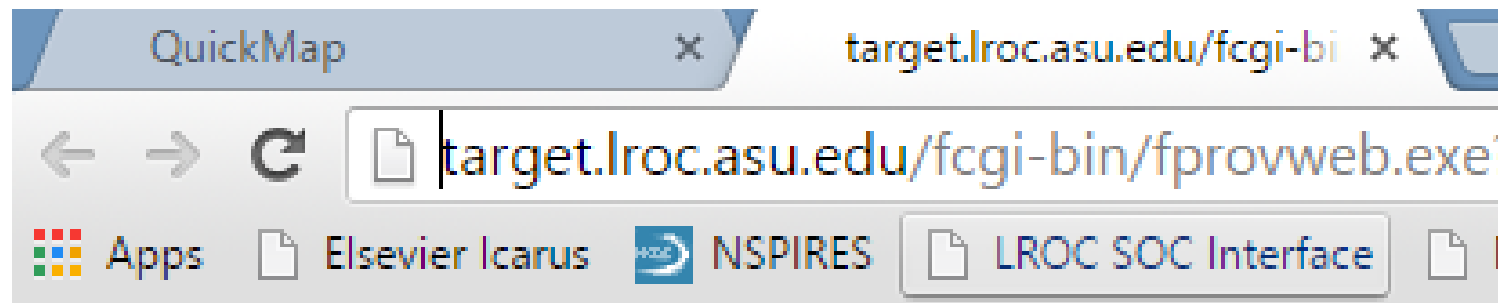 QuickMap × target.lroc.asu.edu/fcgi-bi ×
target.lroc.asu.edu/fcgi-bin/fprovweb.exe
Apps Elsevier Icarus NSPIRES LROC SOC Interface